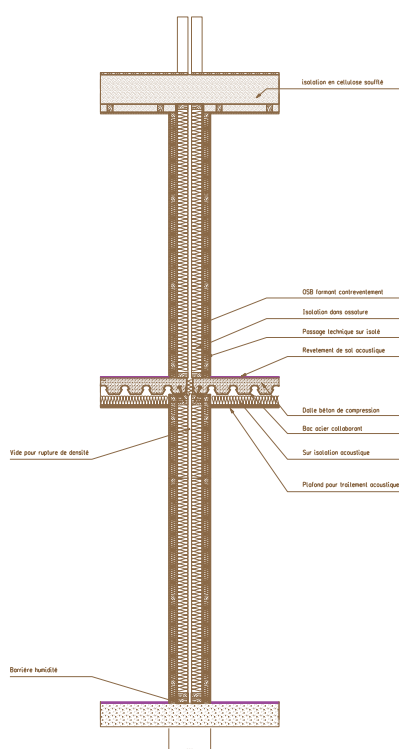 isolation en cellulose soufflé
OSB formant contreventement
Isolation dans ossature
Passage technique sur isolé
Revetement de sol acoustique
Dalle béton de compression
Bac acier collaborant
Sur isolation acoustique
Plafond pour traitement acoustique
Vide pour rupture de densité
Barrière humidité